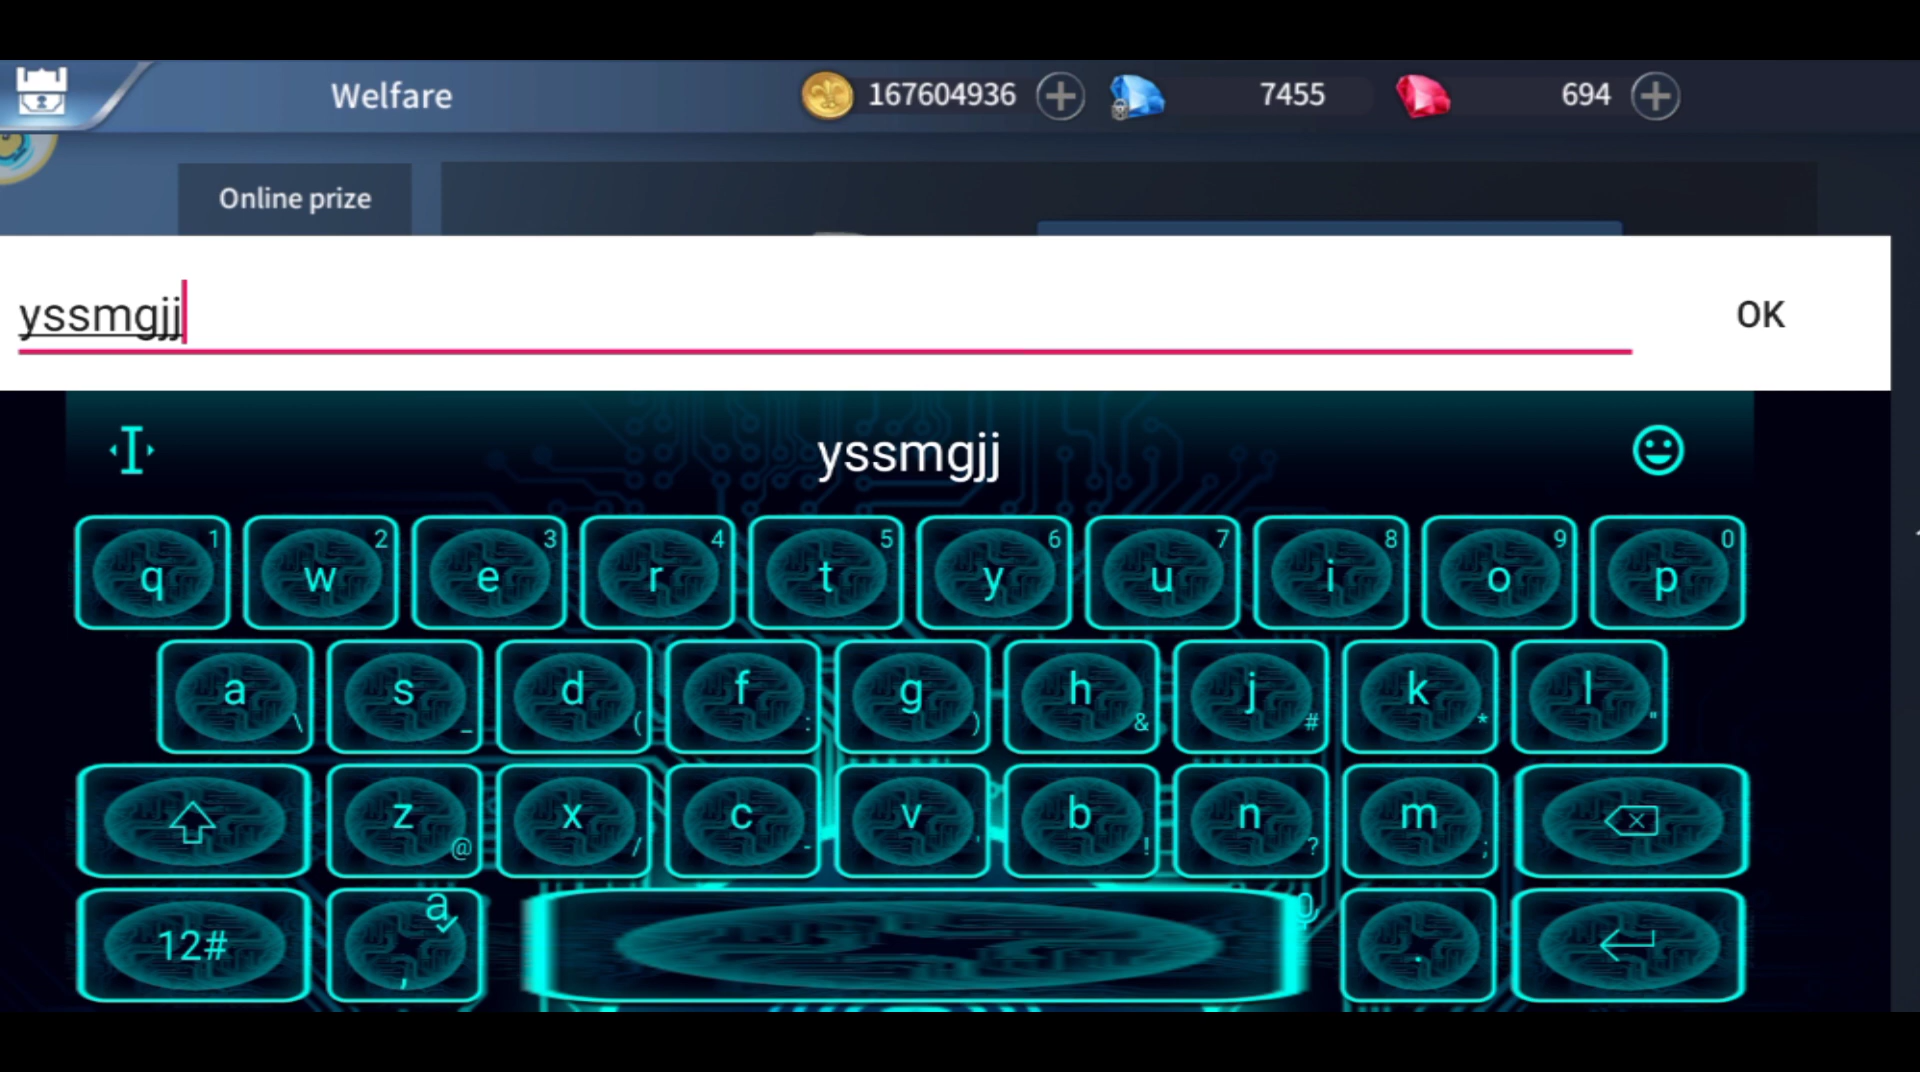 Welfare 167604936 7455 694
Online prize
yssmgjj OK
yssmgjj
q 1 w 2 e 3 r 4 t 5 y 6 u 7 i 8 o 9 p 0
a \ s _ d ( f : g ) h & j # k * l "
z @ x / c - v ' b ! n ? m ;
12# a , .